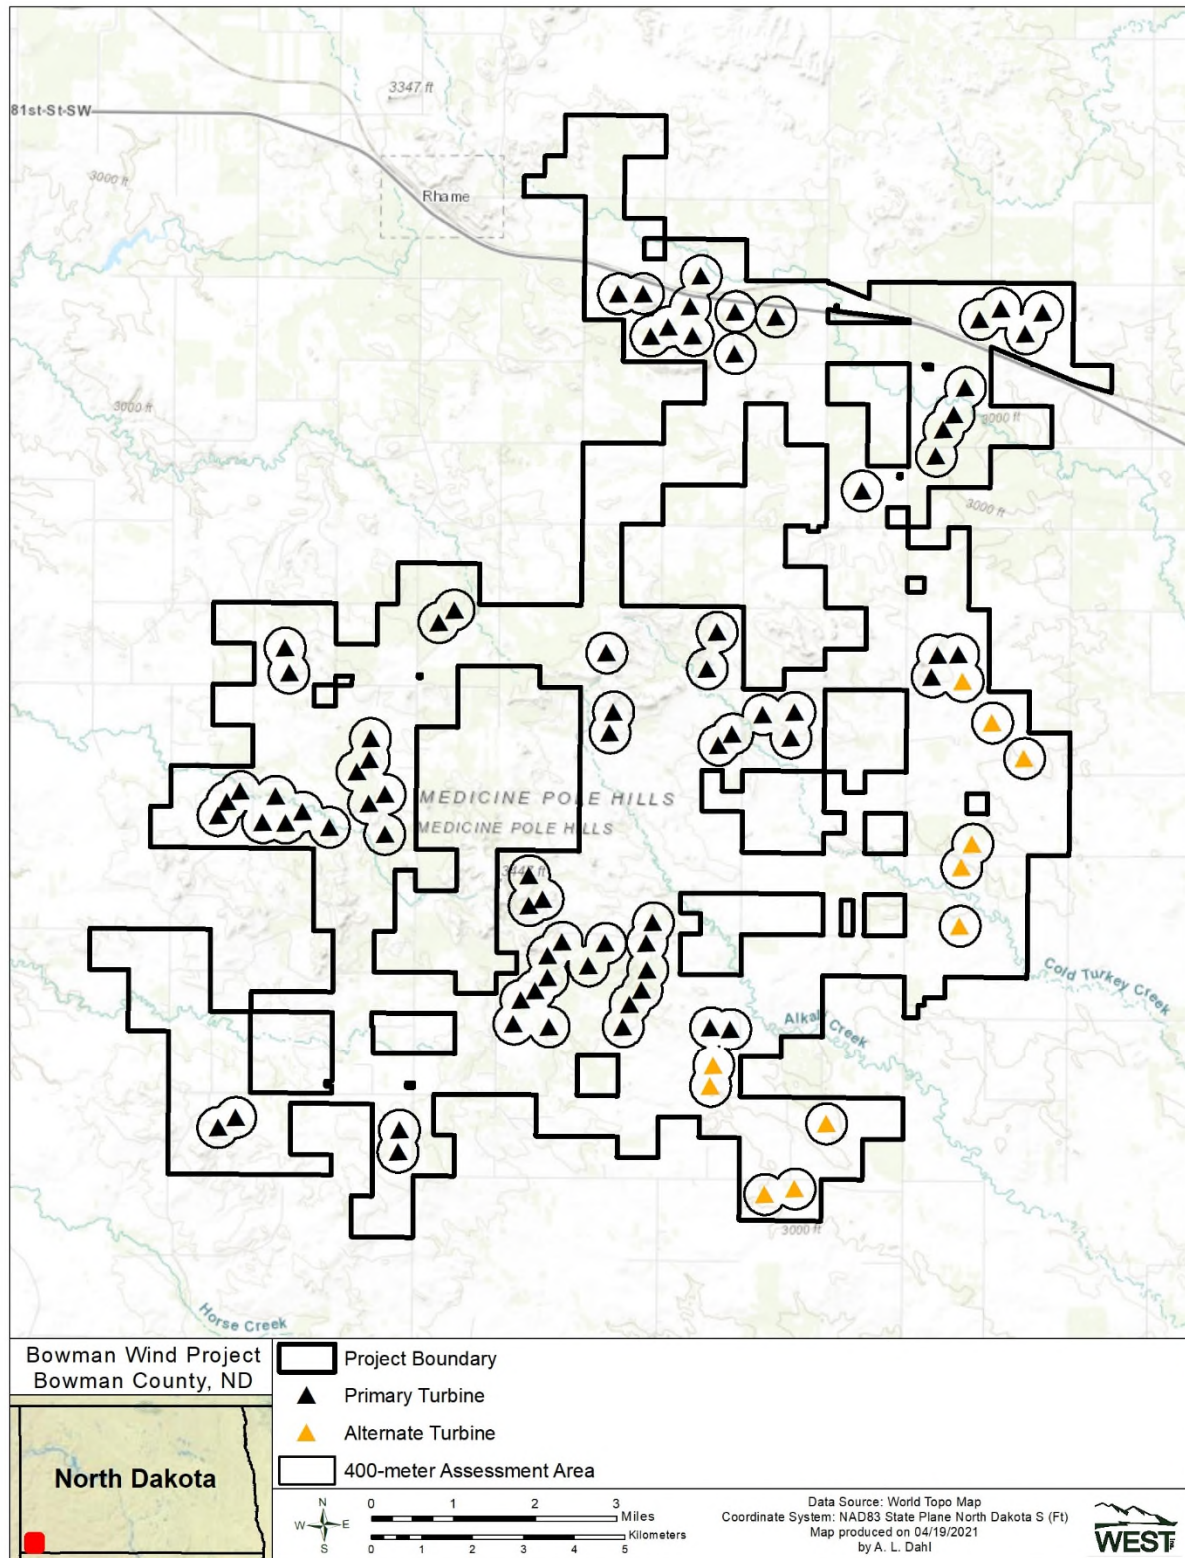 3347 ft
81st-St-SW
3000 ft
Rhame
3000 ft
3000 ft
3000 ft
MEDICINE POLE HILLS
MEDICINE POLE HILLS
3447 ft
Cold Turkey Creek
Alkali Creek
3000 ft
Horse Creek
Bowman Wind Project
Bowman County, ND
North Dakota
Project Boundary
Primary Turbine
Alternate Turbine
400-meter Assessment Area
N
W E
S
0 1 2 3
Miles
Kilometers
0 1 2 3 4 5
Data Source: World Topo Map
Coordinate System: NAD83 State Plane North Dakota S (Ft)
Map produced on 04/19/2021
by A. L. Dahl
WEST